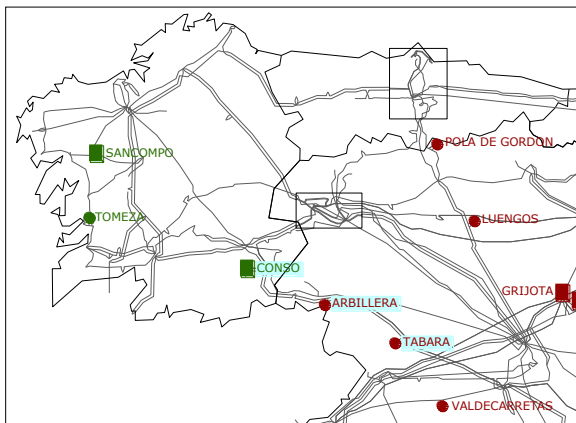 POLA DE GORDON
SANCOMPO
TOMEZA
LUENGOS
CONSO
GRIJOTA
ARBILLERA
TABARA
VALDECARRETAS